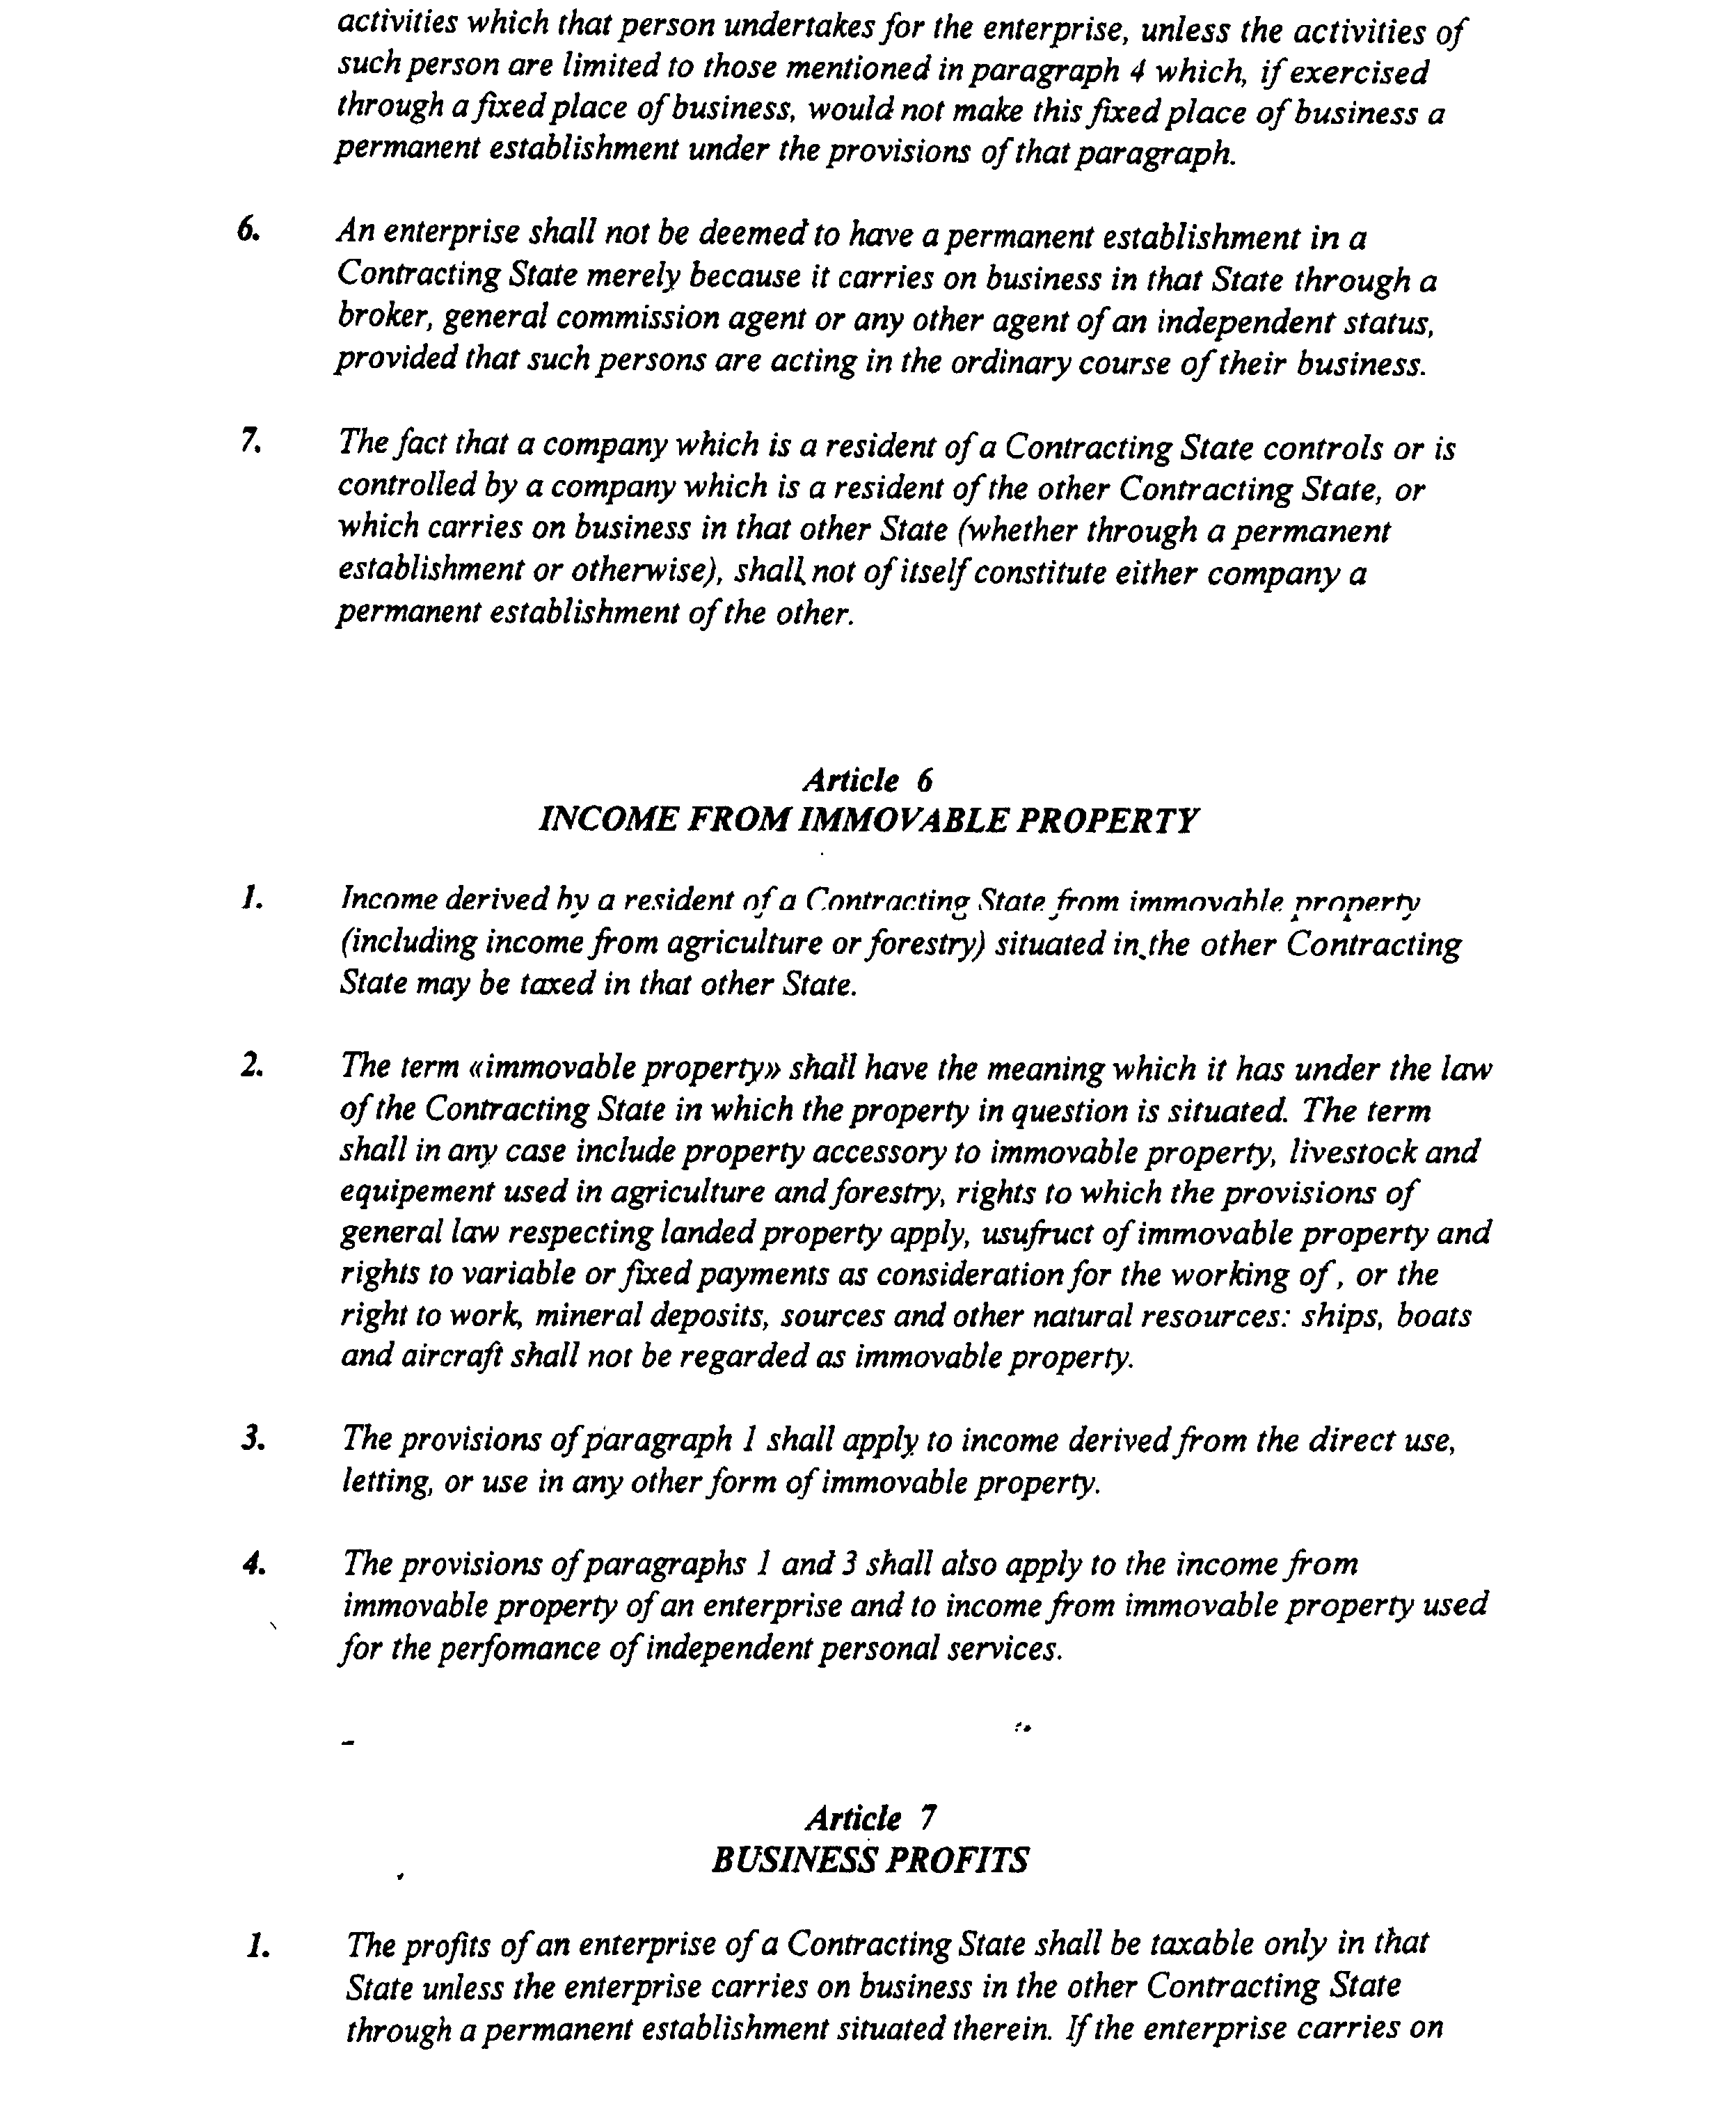 activities which that person undertakes for the enterprise, unless the activities of
such person are limited to those mentioned in paragraph 4 which, if exercised
through a fixed place of business, would not make this fixed place of business a
permanent establishment under the provisions of that paragraph.
6. An enterprise shall not be deemed to have a permanent establishment in a
Contracting State merely because it carries on business in that State through a
broker, general commission agent or any other agent of an independent status,
provided that such persons are acting in the ordinary course of their business.
7. The fact that a company which is a resident of a Contracting State controls or is
controlled by a company which is a resident of the other Contracting State, or
which carries on business in that other State (whether through a permanent
establishment or otherwise), shall not of itself constitute either company a
permanent establishment of the other.
Article 6
INCOME FROM IMMOVABLE PROPERTY
1. Income derived by a resident of a Contracting State from immovable property
(including income from agriculture or forestry) situated in the other Contracting
State may be taxed in that other State.
2. The term «immovable property» shall have the meaning which it has under the law
of the Contracting State in which the property in question is situated. The term
shall in any case include property accessory to immovable property, livestock and
equipement used in agriculture and forestry, rights to which the provisions of
general law respecting landed property apply, usufruct of immovable property and
rights to variable or fixed payments as consideration for the working of, or the
right to work, mineral deposits, sources and other natural resources: ships, boats
and aircraft shall not be regarded as immovable property.
3. The provisions of paragraph 1 shall apply to income derived from the direct use,
letting, or use in any other form of immovable property.
4. The provisions of paragraphs 1 and 3 shall also apply to the income from
immovable property of an enterprise and to income from immovable property used
for the perfomance of independent personal services.
Article 7
BUSINESS PROFITS
1. The profits of an enterprise of a Contracting State shall be taxable only in that
State unless the enterprise carries on business in the other Contracting State
through a permanent establishment situated therein. If the enterprise carries on